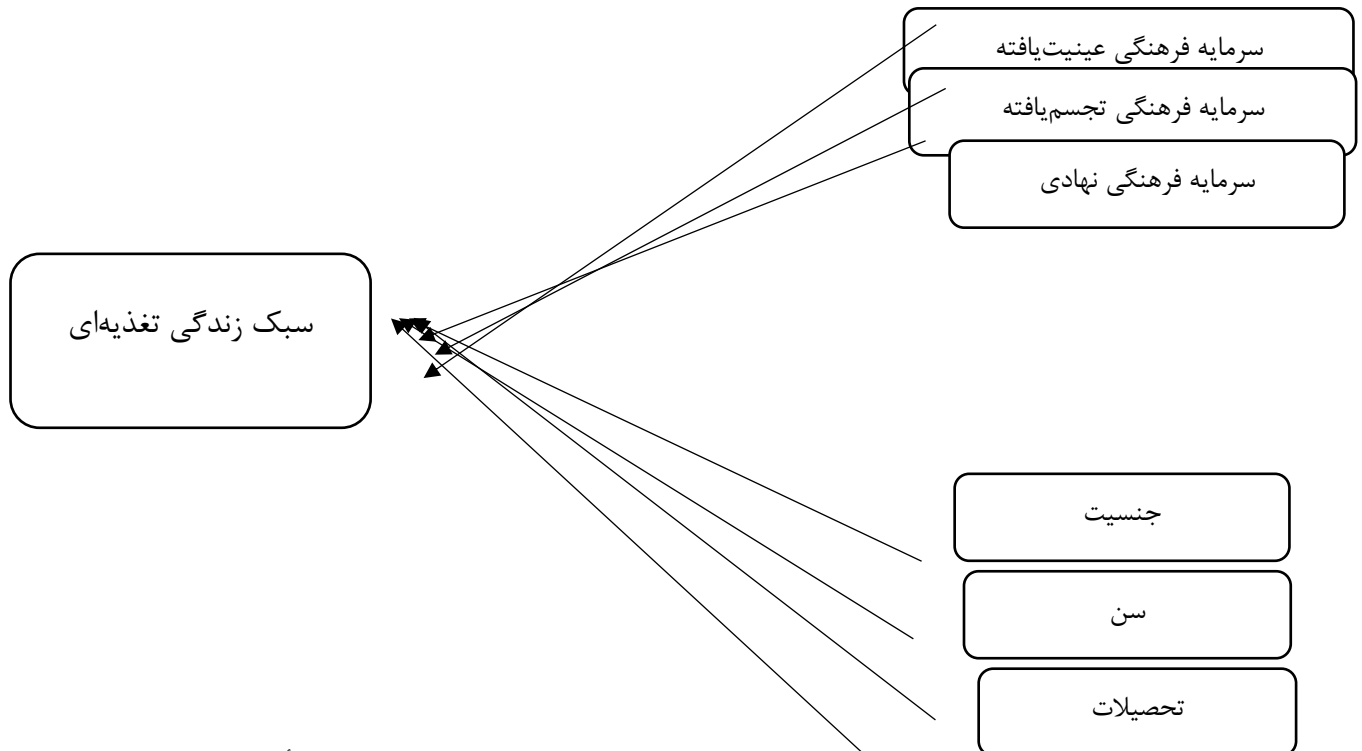 سرمایه فرهنگی عینیت‌یافته
سرمایه فرهنگی تجسم‌یافته
سرمایه فرهنگی نهادی
سبک زندگی تغذیه‌ای
جنسیت
سن
تحصیلات